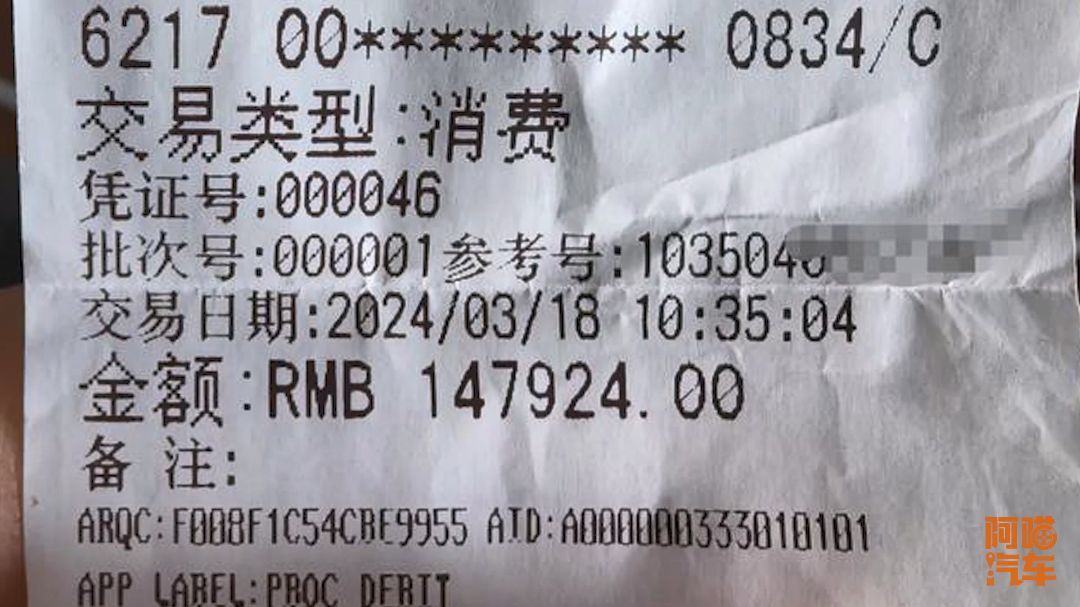 6217 00********* 0834/C
交易类型:消费
凭证号:000046
批次号:000001参考号:1035040
交易日期:2024/03/18 10:35:04
金额:RMB 147924.00
备 注:
ARQC:F008F1C54CBE9955 AID:A000000333010101
APP LABEL:PBOC DEBIT
阿喵
汽车